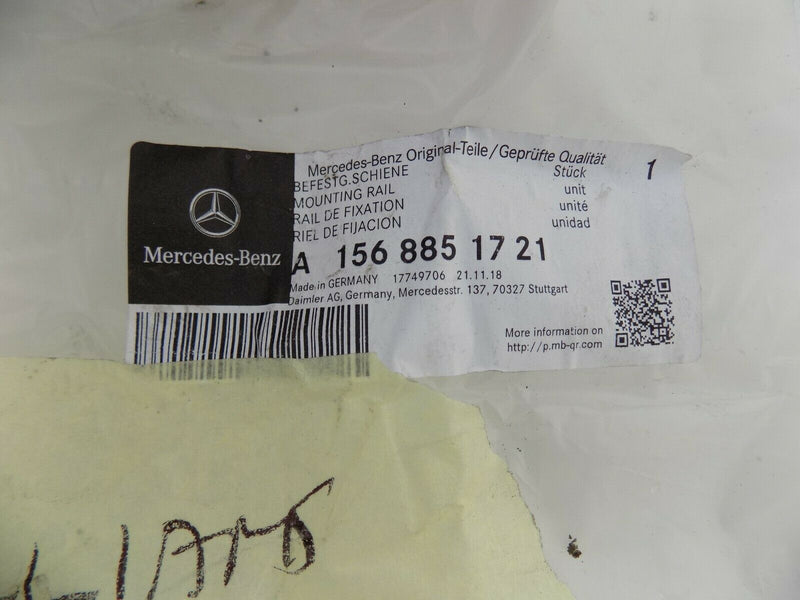 Mercedes-Benz Original-Teile/Geprüfte Qualität
BEFESTG.SCHIENE Stück 1
MOUNTING RAIL unit
RAIL DE FIXATION unité
RIEL DE FIJACION unidad
Mercedes-Benz
A 156 885 17 21
Made in GERMANY 17749706 21.11.18
Daimler AG, Germany, Mercedesstr. 137, 70327 Stuttgart
More information on
http://p.mb-qr.com